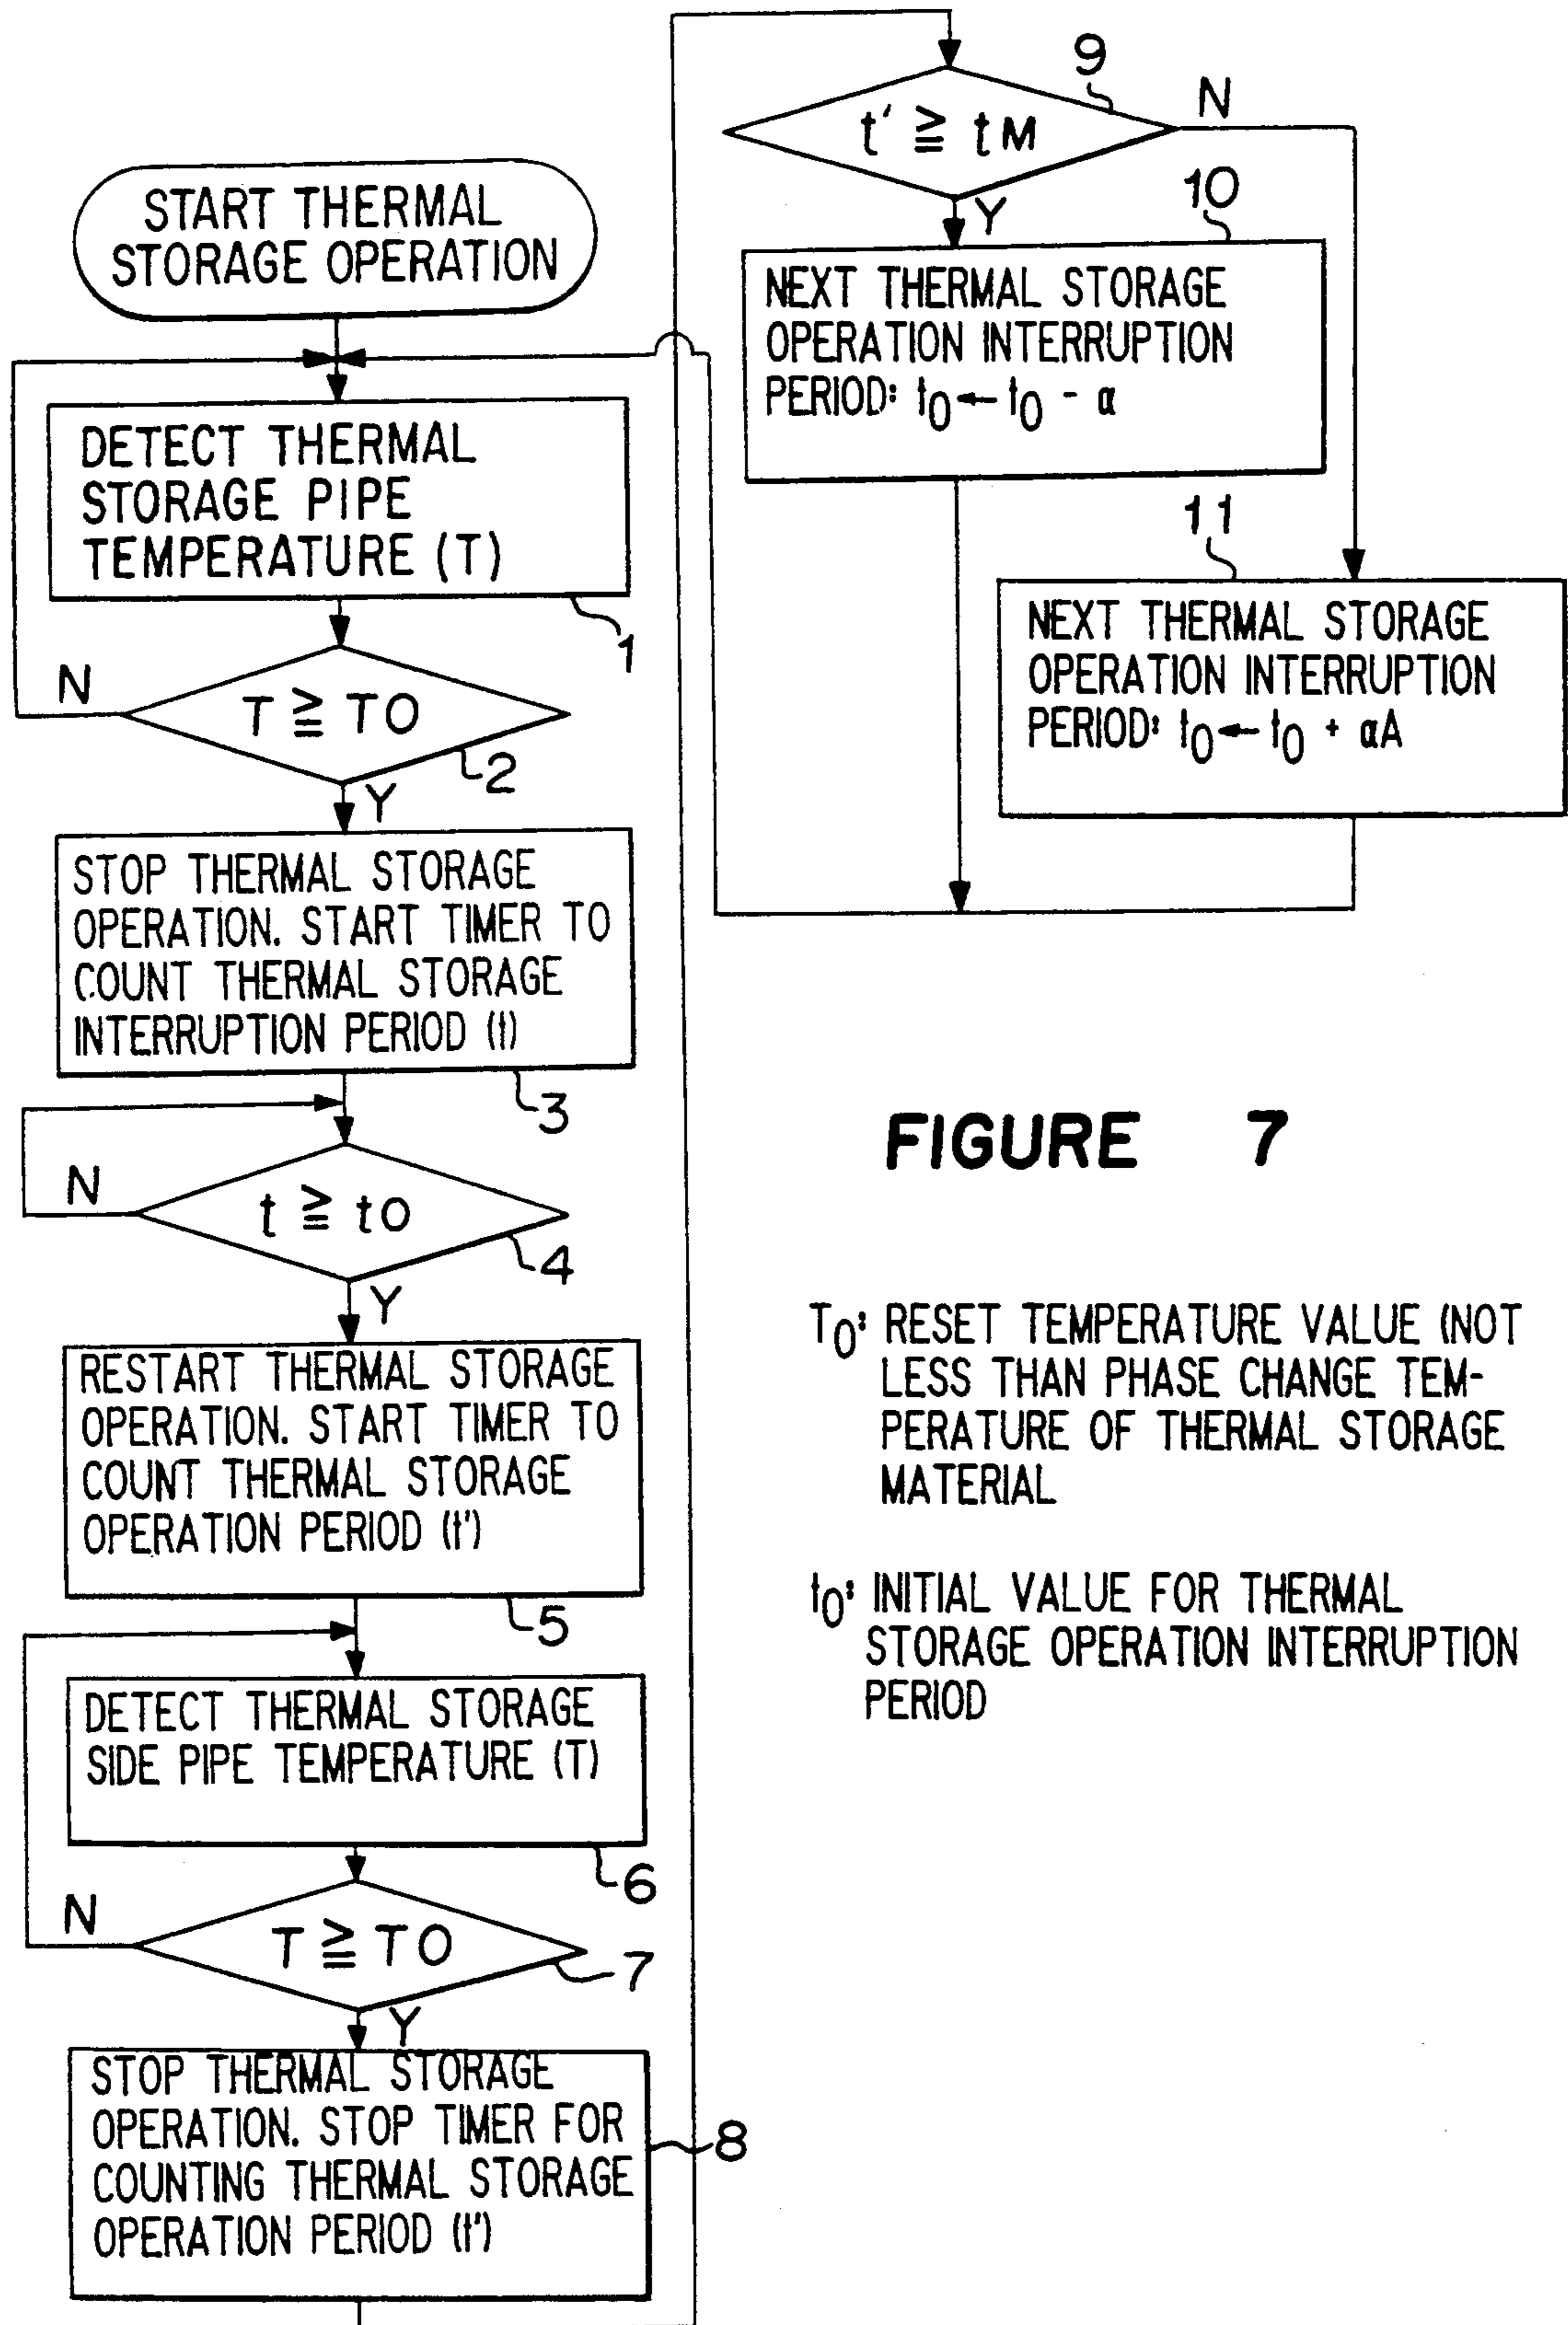 START THERMAL
STORAGE OPERATION
DETECT THERMAL
STORAGE PIPE
TEMPERATURE (T)
1
N
T ≧ TO
2
Y
STOP THERMAL STORAGE
OPERATION. START TIMER TO
COUNT THERMAL STORAGE
INTERRUPTION PERIOD (t)
3
N
t ≧ tO
4
Y
RESTART THERMAL STORAGE
OPERATION. START TIMER TO
COUNT THERMAL STORAGE
OPERATION PERIOD (t')
5
DETECT THERMAL STORAGE
SIDE PIPE TEMPERATURE (T)
6
N
T ≧ TO
7
Y
STOP THERMAL STORAGE
OPERATION. STOP TIMER FOR
COUNTING THERMAL STORAGE
OPERATION PERIOD (t')
8
9
t' ≧ tM
N
Y
10
NEXT THERMAL STORAGE
OPERATION INTERRUPTION
PERIOD: t0 ← t0 - α
11
NEXT THERMAL STORAGE
OPERATION INTERRUPTION
PERIOD: t0 ← t0 + αA
FIGURE 7
T0: RESET TEMPERATURE VALUE (NOT
LESS THAN PHASE CHANGE TEM-
PERATURE OF THERMAL STORAGE
MATERIAL
t0: INITIAL VALUE FOR THERMAL
STORAGE OPERATION INTERRUPTION
PERIOD